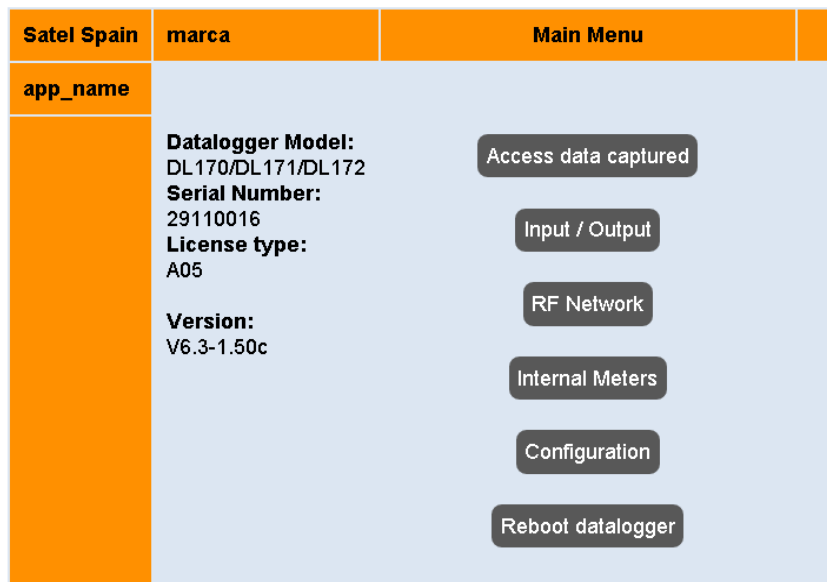 Satel Spain
marca
Main Menu
app_name
Datalogger Model:
DL170/DL171/DL172
Serial Number:
29110016
License type:
A05
Version:
V6.3-1.50c
Access data captured
Input / Output
RF Network
Internal Meters
Configuration
Reboot datalogger